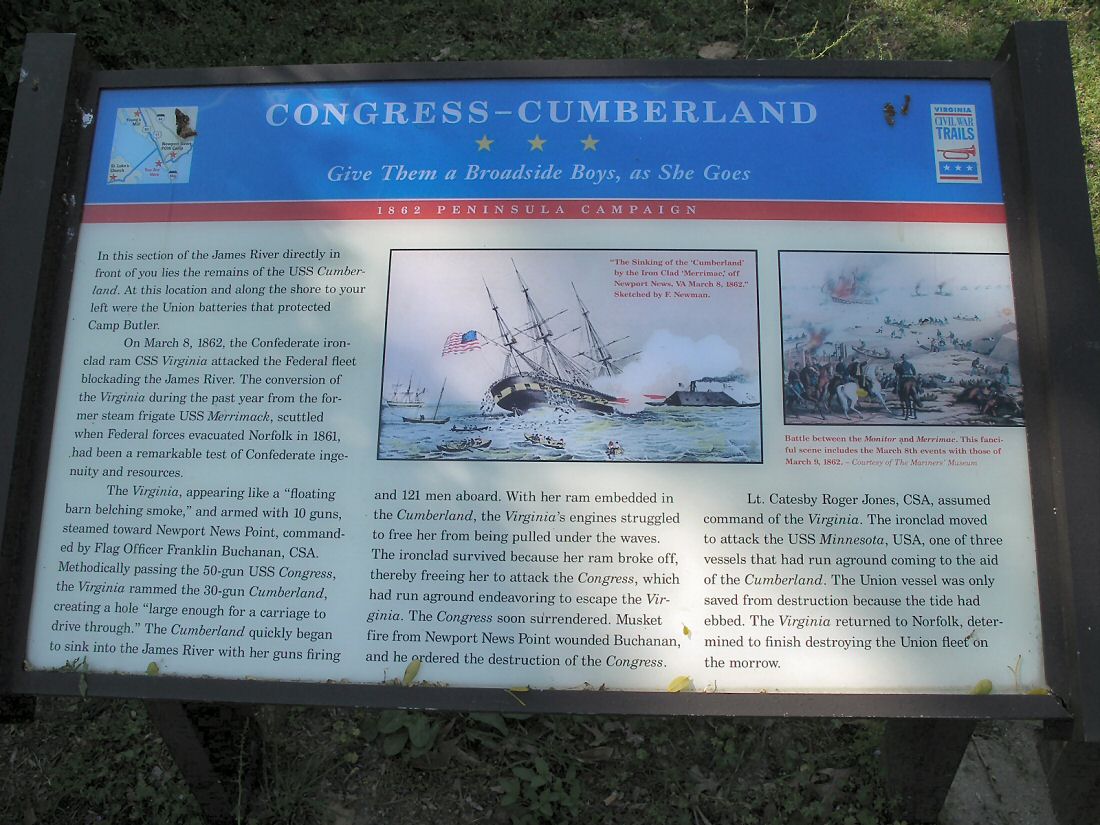 CONGRESS–CUMBERLAND
Give Them a Broadside Boys, as She Goes
1862 PENINSULA CAMPAIGN
VIRGINIA
CIVIL WAR
TRAILS
Young's
Mill
Newport News
St. Luke's
Church
You Are
Here
In this section of the James River directly in
front of you lies the remains of the USS Cumber-
land. At this location and along the shore to your
left were the Union batteries that protected
Camp Butler.
On March 8, 1862, the Confederate iron-
clad ram CSS Virginia attacked the Federal fleet
blockading the James River. The conversion of
the Virginia during the past year from the for-
mer steam frigate USS Merrimack, scuttled
when Federal forces evacuated Norfolk in 1861,
had been a remarkable test of Confederate inge-
nuity and resources.
The Virginia, appearing like a “floating
barn belching smoke,” and armed with 10 guns,
steamed toward Newport News Point, command-
ed by Flag Officer Franklin Buchanan, CSA.
Methodically passing the 50-gun USS Congress,
the Virginia rammed the 30-gun Cumberland,
creating a hole “large enough for a carriage to
drive through.” The Cumberland quickly began
to sink into the James River with her guns firing
“The Sinking of the ‘Cumberland’
by the Iron Clad ‘Merrimac,’ off
Newport News, VA March 8, 1862.”
Sketched by F. Newman.
and 121 men aboard. With her ram embedded in
the Cumberland, the Virginia's engines struggled
to free her from being pulled under the waves.
The ironclad survived because her ram broke off,
thereby freeing her to attack the Congress, which
had run aground endeavoring to escape the Vir-
ginia. The Congress soon surrendered. Musket
fire from Newport News Point wounded Buchanan,
and he ordered the destruction of the Congress.
Battle between the Monitor and Merrimac. This fanci-
ful scene includes the March 8th events with those of
March 9, 1862. – Courtesy of The Mariners' Museum
Lt. Catesby Roger Jones, CSA, assumed
command of the Virginia. The ironclad moved
to attack the USS Minnesota, USA, one of three
vessels that had run aground coming to the aid
of the Cumberland. The Union vessel was only
saved from destruction because the tide had
ebbed. The Virginia returned to Norfolk, deter-
mined to finish destroying the Union fleet on
the morrow.